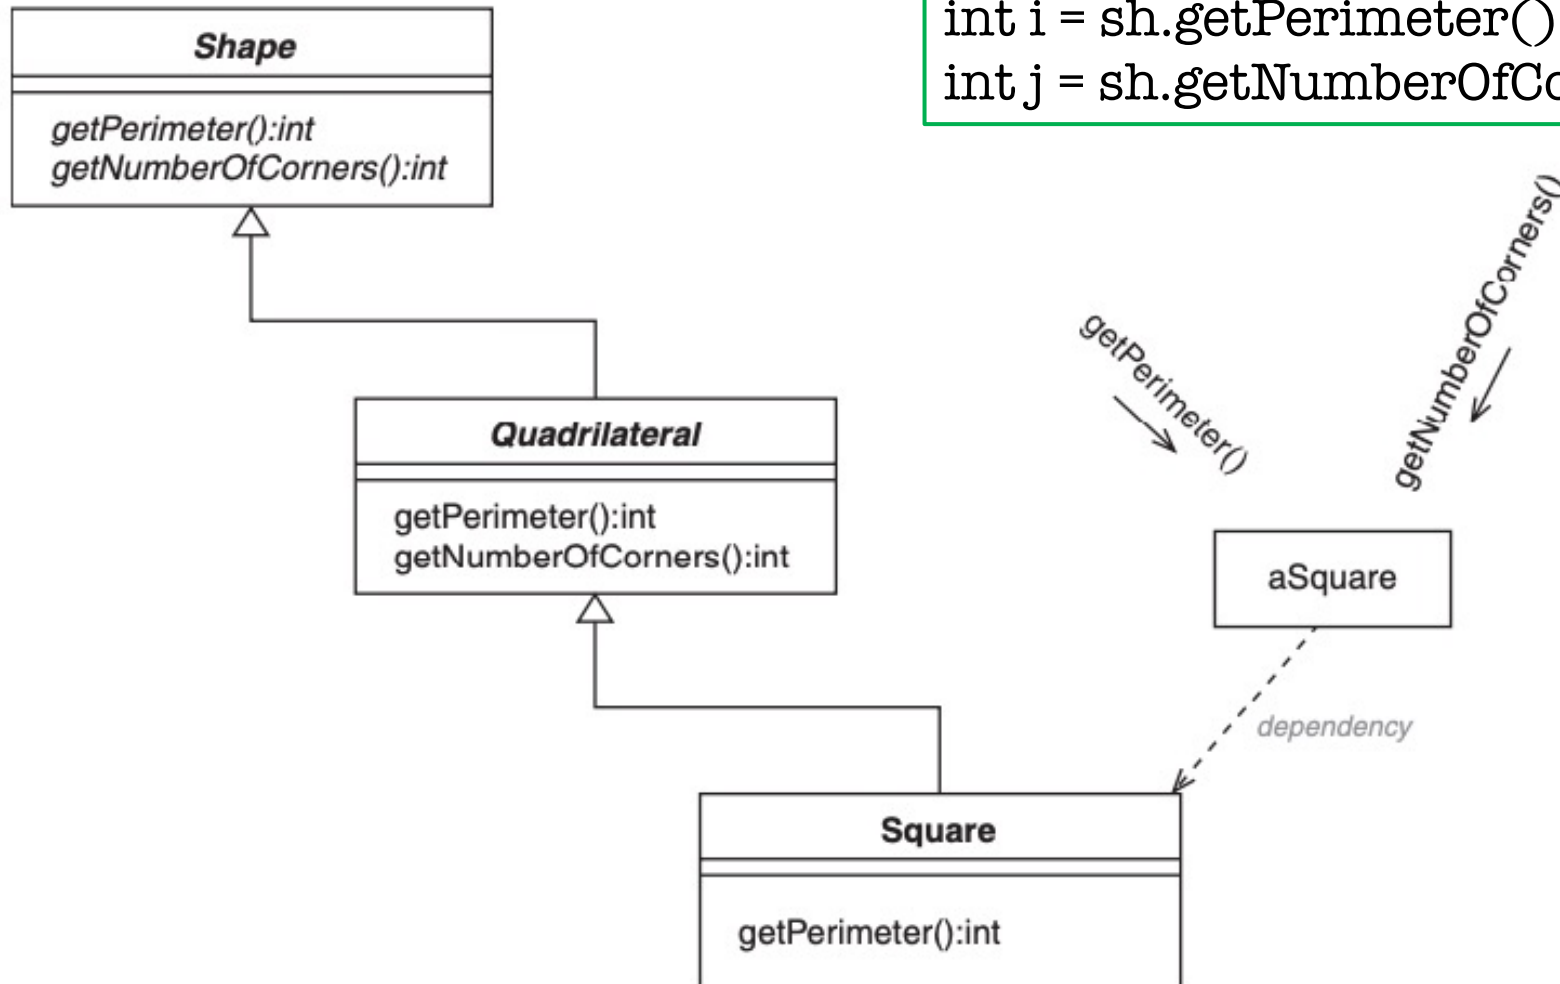 Shape
getPerimeter():int
getNumberOfCorners():int
int i = sh.getPerimeter()
int j = sh.getNumberOfCo
Quadrilateral
getPerimeter():int
getNumberOfCorners():int
getPerimeter()
getNumberOfCorners()
aSquare
dependency
Square
getPerimeter():int